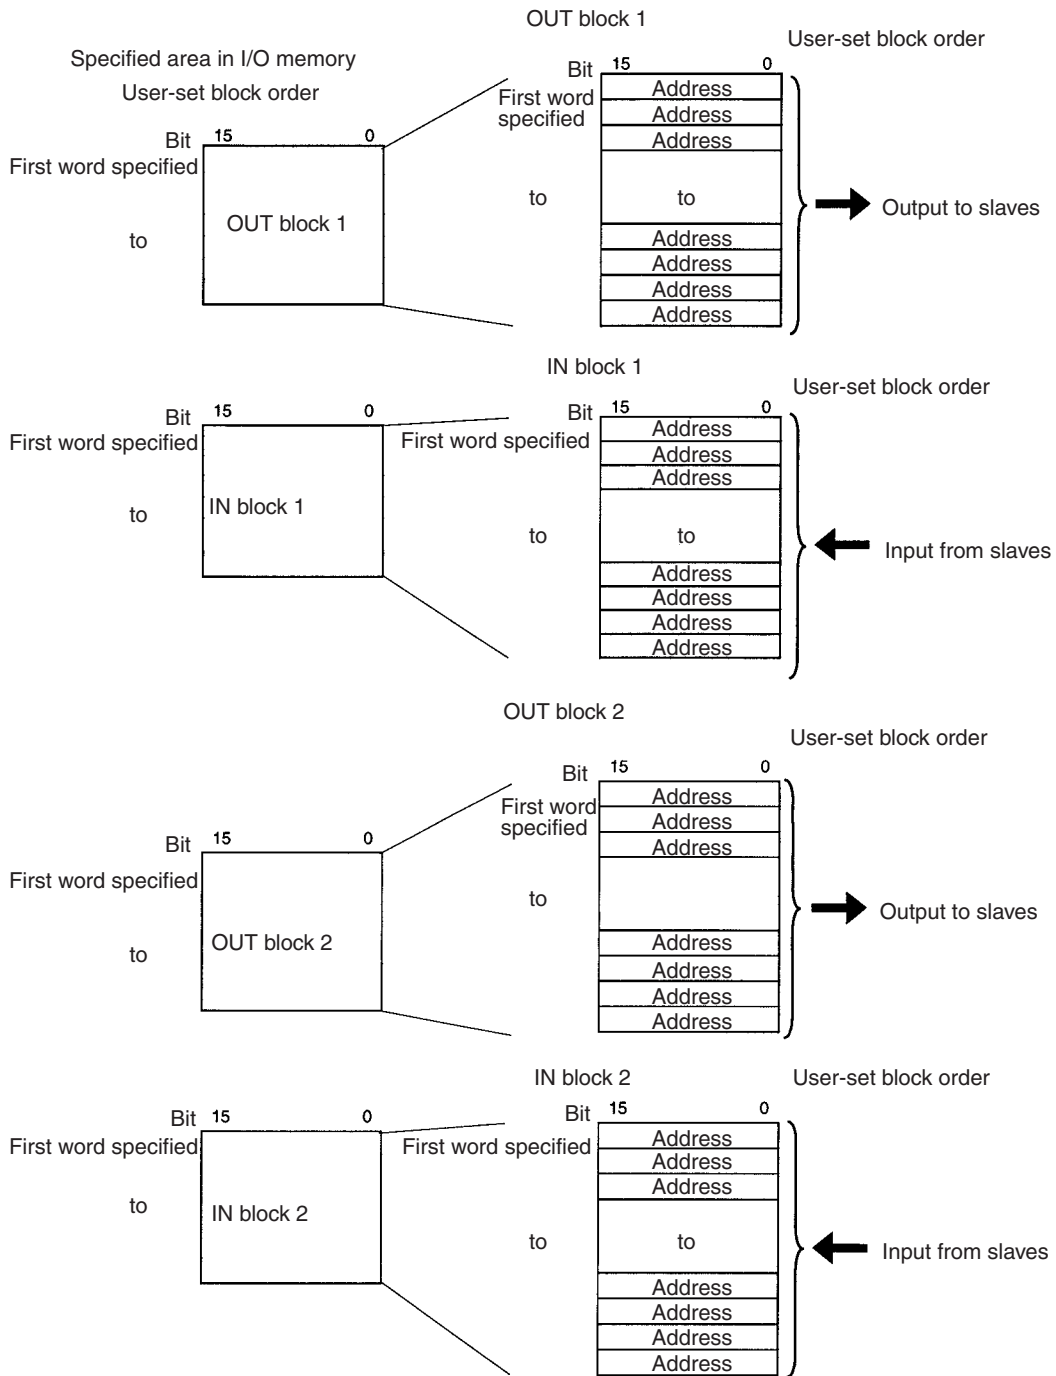 OUT block 1
User-set block order
Specified area in I/O memory
User-set block order
Bit 15 0
First word specified
to
OUT block 1
Bit 15 0
First word
specified
Address
Address
Address
to
to
Address
Address
Address
Address
Output to slaves
IN block 1
User-set block order
Bit 15 0
First word specified
to
IN block 1
Bit 15 0
First word specified
Address
Address
Address
to
to
Address
Address
Address
Address
Input from slaves
OUT block 2
User-set block order
Bit 15 0
First word specified
to
OUT block 2
Bit 15 0
First word
specified
Address
Address
Address
to
Address
Address
Address
Address
Output to slaves
IN block 2
User-set block order
Bit 15 0
First word specified
to
IN block 2
Bit 15 0
First word specified
Address
Address
Address
to
to
Address
Address
Address
Address
Input from slaves